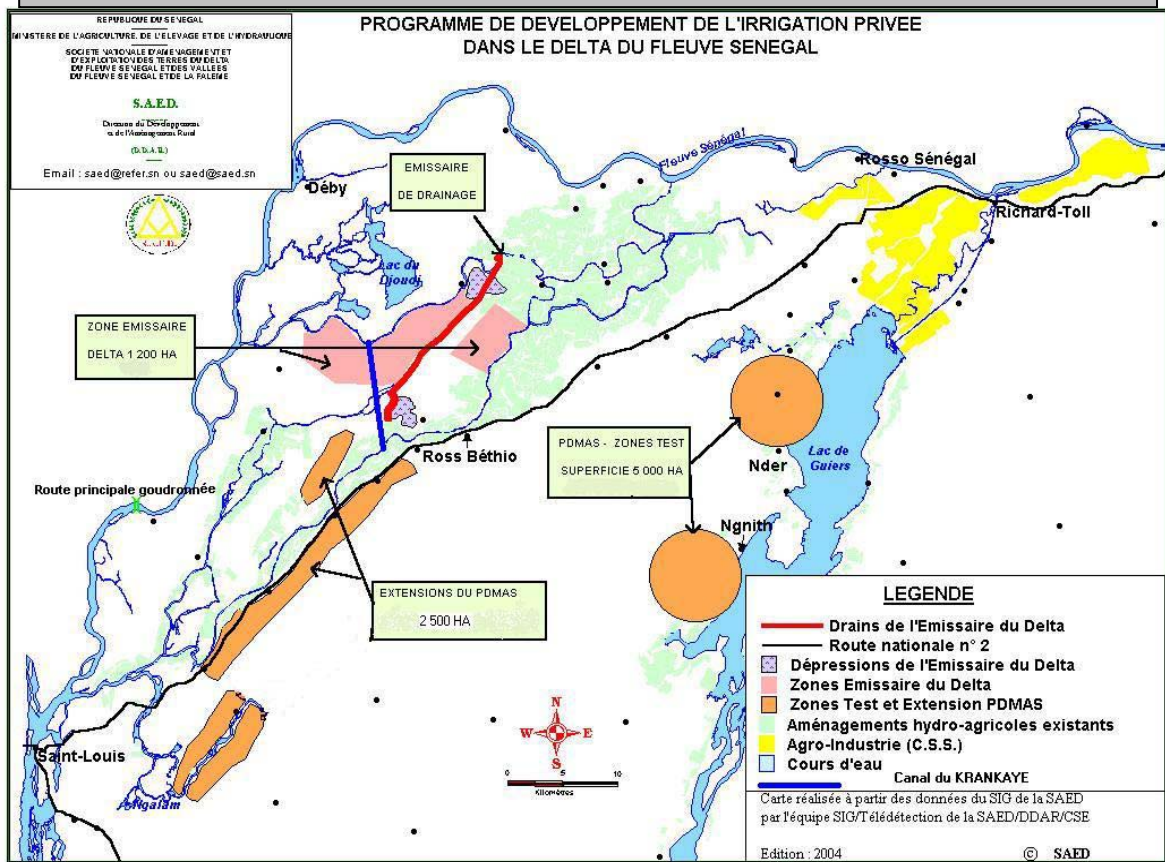 REPUBLIQUE DU SENEGAL
MINISTERE DE L'AGRICULTURE, DE L'ELEVAGE ET DE L'HYDRAULIQUE
SOCIETE NATIONALE D'AMENAGEMENT ET
D'EXPLOITATION DES TERRES DU DELTA
DU FLEUVE SENEGAL ET DES VALLEES
DU FLEUVE SENEGAL ET DE LA FALEME
S.A.E.D.
Direction du Développement
et de l'Aménagement Rural
(D.D.A.R.)
Email : saed@refer.sn ou saed@saed.sn
PROGRAMME DE DEVELOPPEMENT DE L'IRRIGATION PRIVEE
DANS LE DELTA DU FLEUVE SENEGAL
EMISSAIRE
DE DRAINAGE
Fleuve Sénégal
Rosso Sénégal
Richard-Toll
Déby
Lac du
Djoudj
ZONE EMISSAIRE
DELTA 1 200 HA
Ross Béthio
PDMAS - ZONES TEST
SUPERFICIE 5 000 HA
Nder
Lac de
Guiers
Route principale goudronnée
Ngnith
EXTENSIONS DU PDMAS
2 500 HA
Saint-Louis
N
W E
S
0 5 10
Kilomètres
LEGENDE
Drains de l'Emissaire du Delta
Route nationale n° 2
Dépressions de l'Emissaire du Delta
Zones Emissaire du Delta
Zones Test et Extension PDMAS
Aménagements hydro-agricoles existants
Agro-Industrie (C.S.S.)
Cours d'eau
Canal du KRANKAYE
Carte réalisée à partir des données du SIG de la SAED
par l'équipe SIG/Télédétection de la SAED/DDAR/CSE
Edition : 2004 © SAED